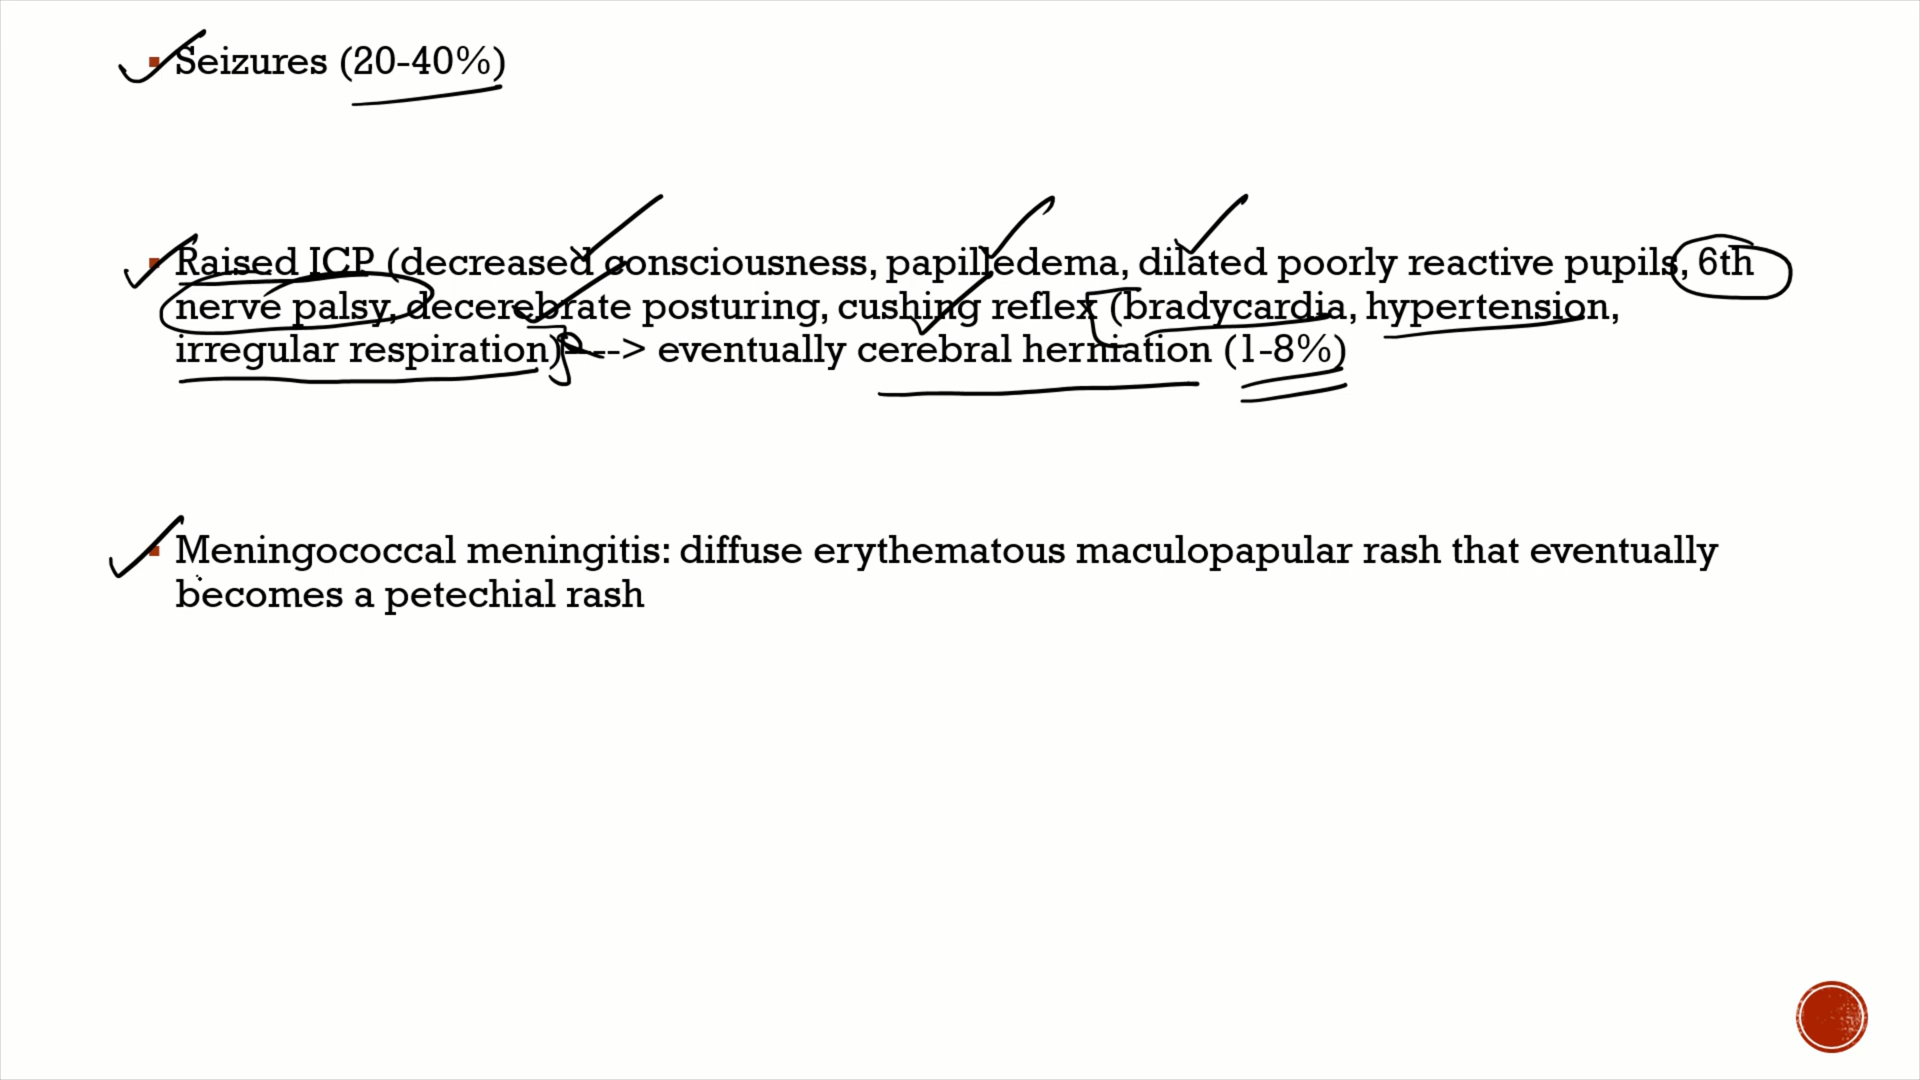 Seizures (20-40%)
Raised ICP (decreased consciousness, papilledema, dilated poorly reactive pupils, 6th
nerve palsy, decerebrate posturing, cushing reflex (bradycardia, hypertension,
irregular respiration)----> eventually cerebral herniation (1-8%)
Meningococcal meningitis: diffuse erythematous maculopapular rash that eventually
becomes a petechial rash